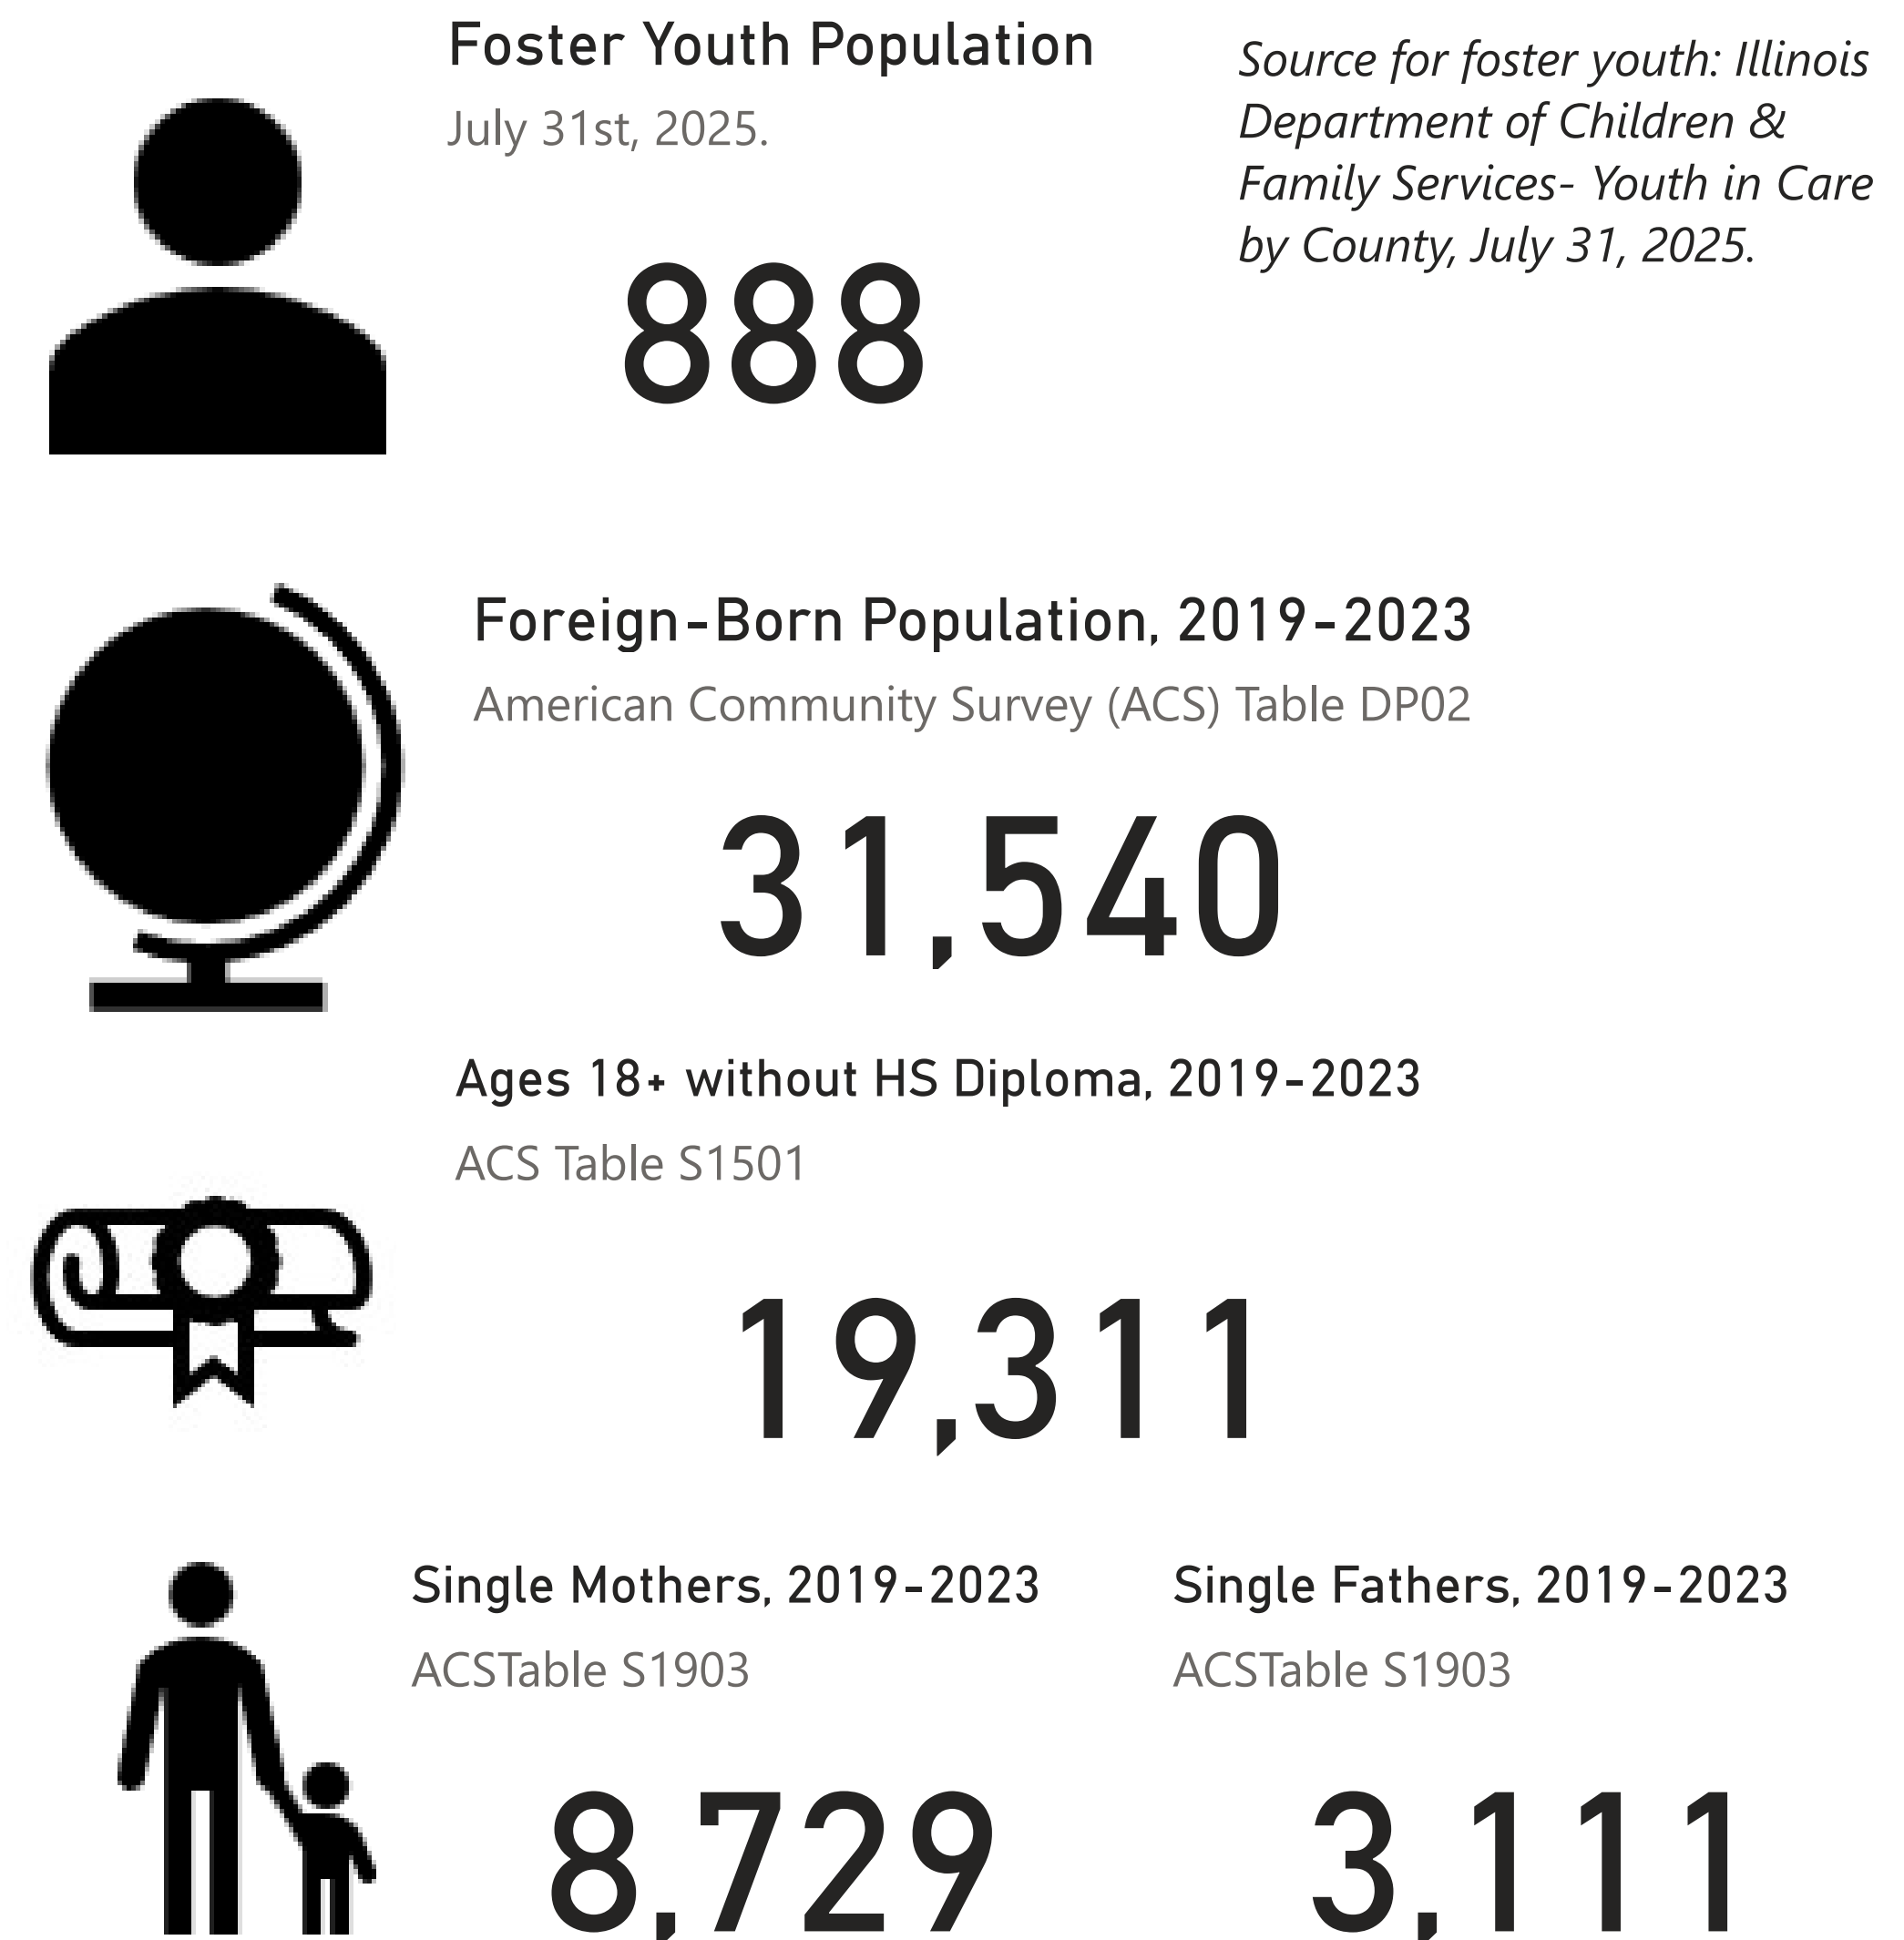 Foster Youth Population
July 31st, 2025.
888
Source for foster youth: Illinois
Department of Children &
Family Services- Youth in Care
by County, July 31, 2025.
Foreign-Born Population, 2019-2023
American Community Survey (ACS) Table DP02
31,540
Ages 18+ without HS Diploma, 2019-2023
ACS Table S1501
19,311
Single Mothers, 2019-2023
ACSTable S1903
8,729
Single Fathers, 2019-2023
ACSTable S1903
3,111